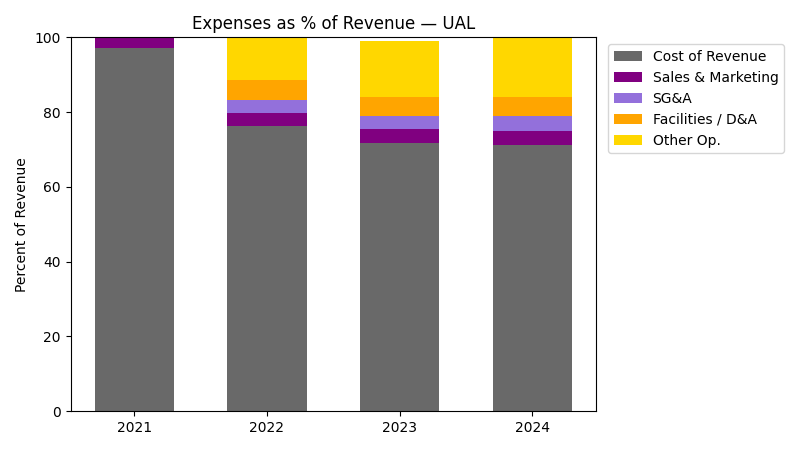 Expenses as % of Revenue — UAL
Percent of Revenue
100
80
60
40
20
0
2021
2022
2023
2024
Cost of Revenue
Sales & Marketing
SG&A
Facilities / D&A
Other Op.